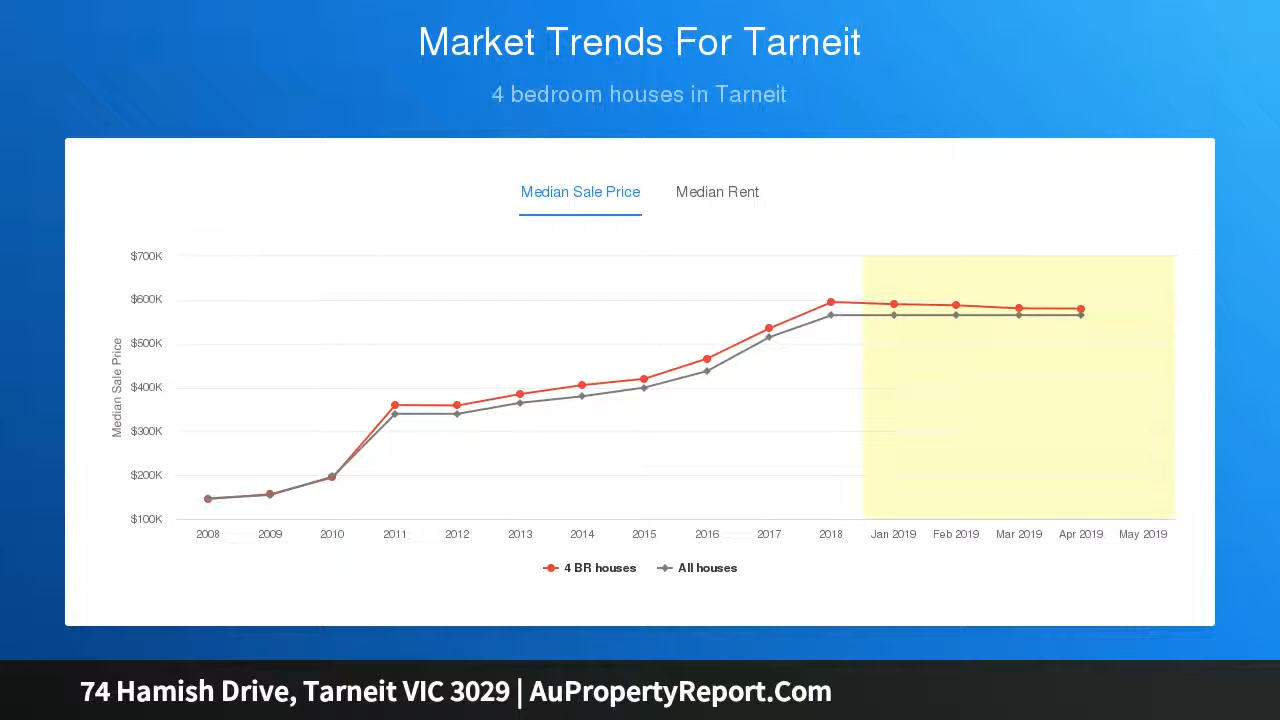 Market Trends For Tarneit
4 bedroom houses in Tarneit
Median Sale Price Median Rent
$700K
$600K
$500K
$400K
$300K
$200K
$100K
Median Sale Price
2008 2009 2010 2011 2012 2013 2014 2015 2016 2017 2018 Jan 2019 Feb 2019 Mar 2019 Apr 2019 May 2019
4 BR houses All houses
74 Hamish Drive, Tarneit VIC 3029 | AuPropertyReport.Com